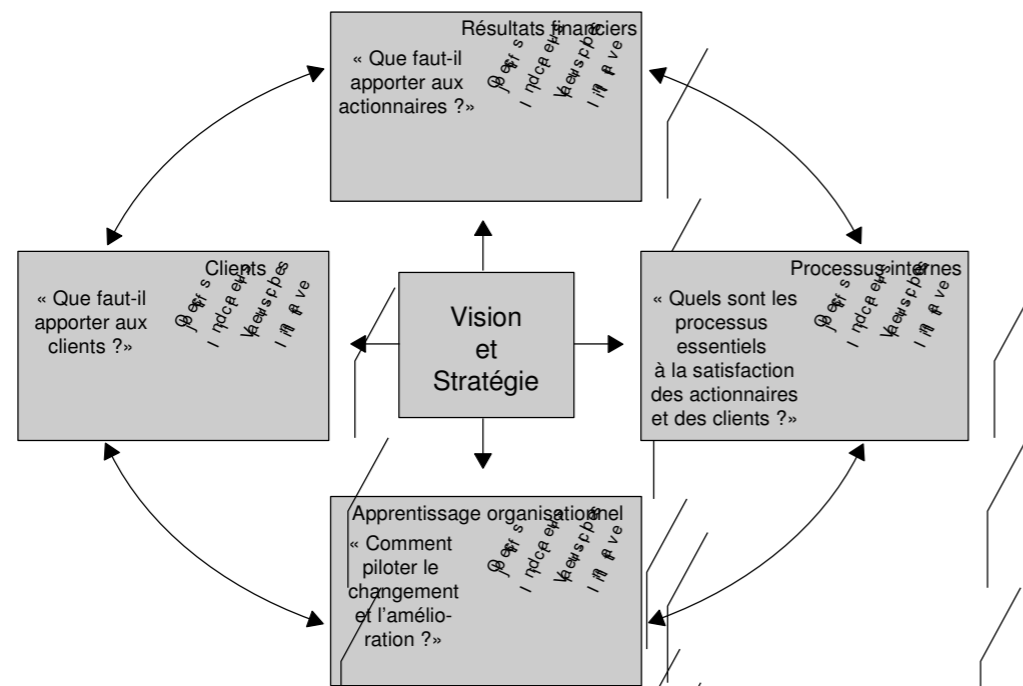 Résultats financiers
« Que faut-il
apporter aux
actionnaires ?»
Clients
« Que faut-il
apporter aux
clients ?»
Vision
et
Stratégie
Processus internes
« Quels sont les
processus
essentiels
à la satisfaction
des actionnaires
et des clients ?»
Apprentissage organisationnel
« Comment
piloter le
changement
et l'amélio-
ration ?»